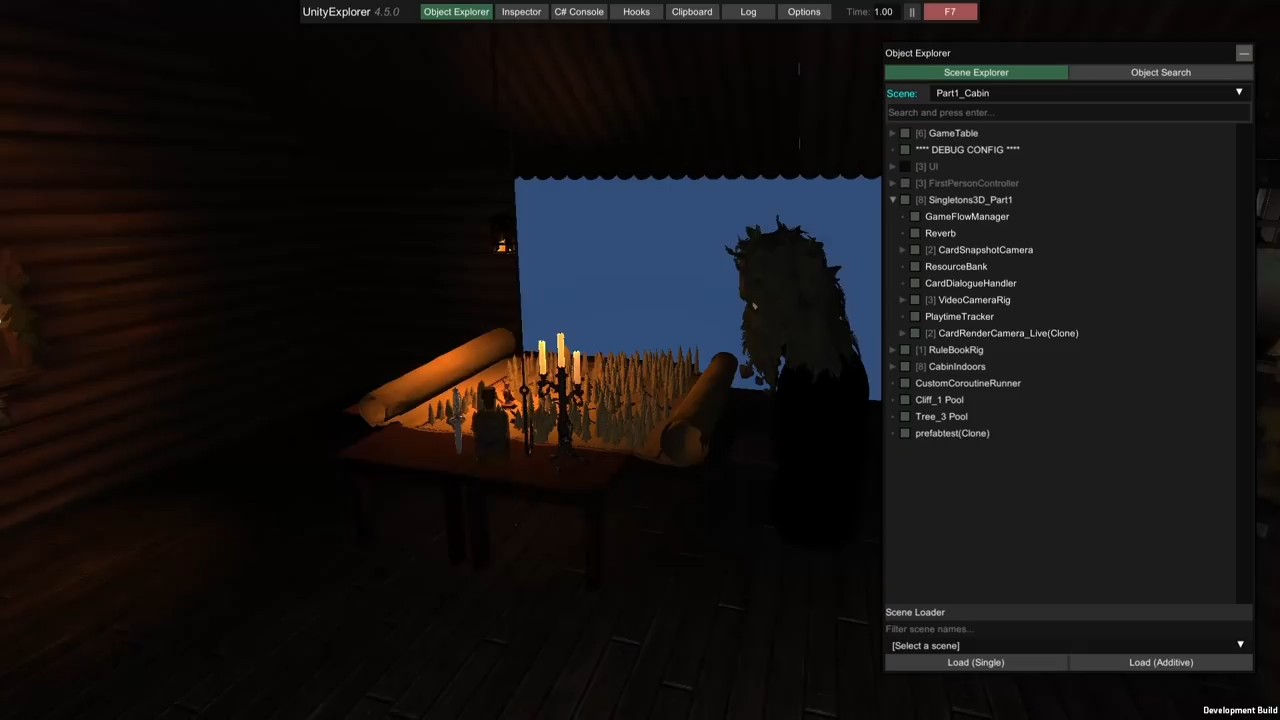 UnityExplorer 4.5.0 Object Explorer Inspector C# Console Hooks Clipboard Log Options Time: 1.00 || F7
Object Explorer —
Scene Explorer Object Search
Scene: Part1_Cabin ▼
Search and press enter...
► [6] GameTable
**** DEBUG CONFIG ****
► [3] UI
► [3] FirstPersonController
▼ [8] Singletons3D_Part1
GameFlowManager
Reverb
► [2] CardSnapshotCamera
ResourceBank
CardDialogueHandler
► [3] VideoCameraRig
PlaytimeTracker
► [2] CardRenderCamera_Live(Clone)
► [1] RuleBookRig
► [8] CabinIndoors
CustomCoroutineRunner
Cliff_1 Pool
Tree_3 Pool
prefabtest(Clone)
Scene Loader
Filter scene names...
[Select a scene] ▼
Load (Single) Load (Additive)
Development Build